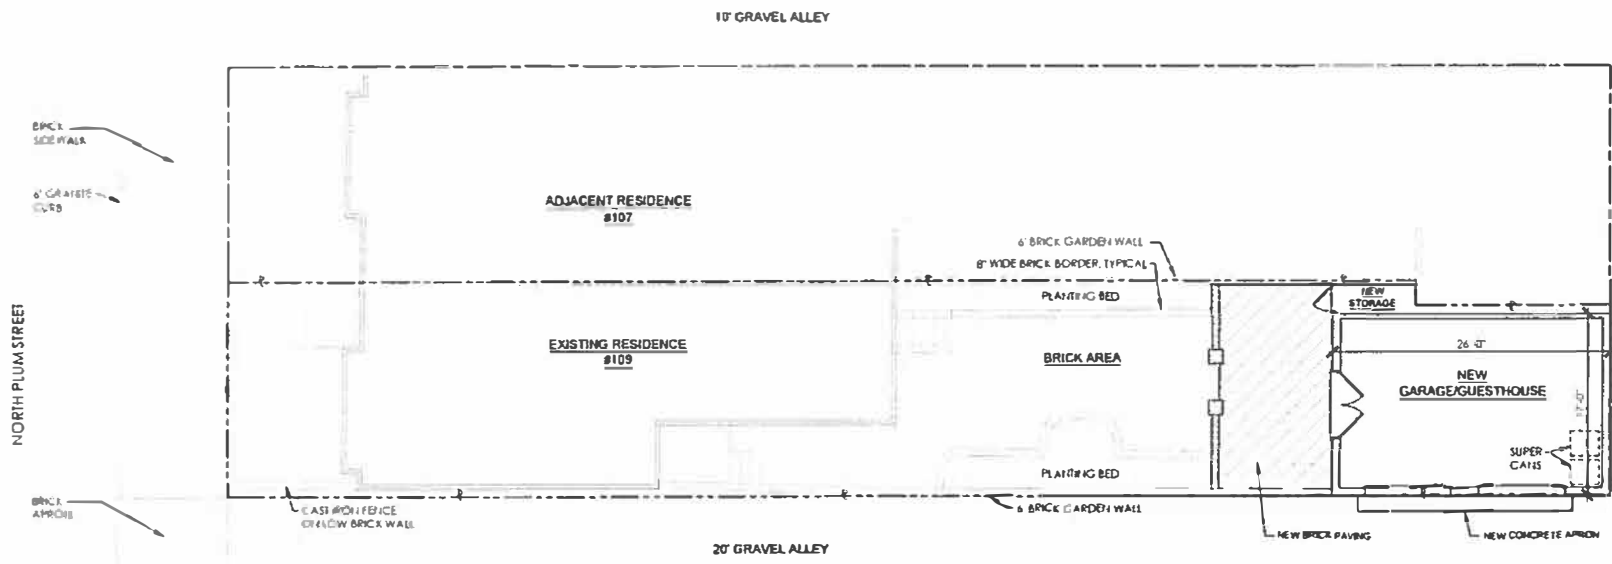 10' GRAVEL ALLEY
BRICK
SIDEWALK
6" GRANITE
CURB
ADJACENT RESIDENCE
#107
6' BRICK GARDEN WALL
8" WIDE BRICK BORDER, TYPICAL
PLANTING BED
NEW
STORAGE
NORTH PLUM STREET
EXISTING RESIDENCE
#109
BRICK AREA
26'-0"
NEW
GARAGE/GUESTHOUSE
SUPER
CANS
PLANTING BED
BRICK
APRON
CAST IRON FENCE
ON LOW BRICK WALL
6' BRICK GARDEN WALL
NEW BRICK PAVING
NEW CONCRETE APRON
20' GRAVEL ALLEY